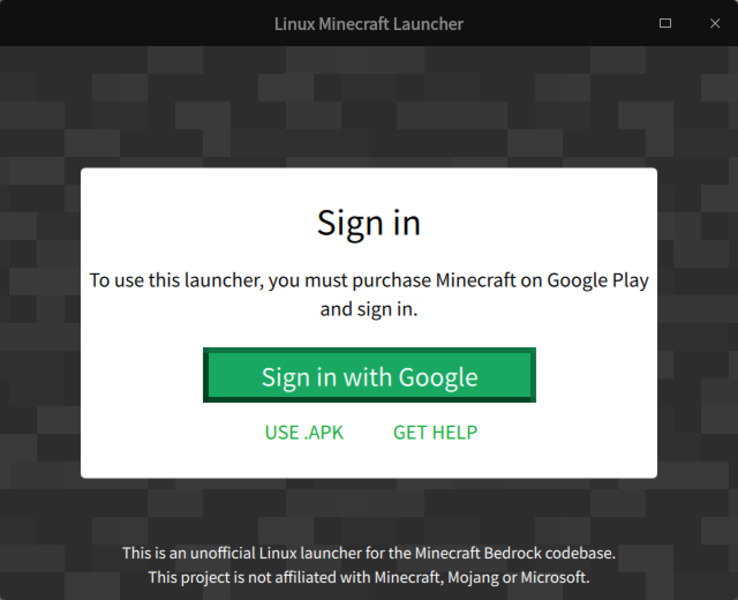 Linux Minecraft Launcher
Sign in
To use this launcher, you must purchase Minecraft on Google Play
and sign in.
Sign in with Google
USE .APK GET HELP
This is an unofficial Linux launcher for the Minecraft Bedrock codebase.
This project is not affiliated with Minecraft, Mojang or Microsoft.